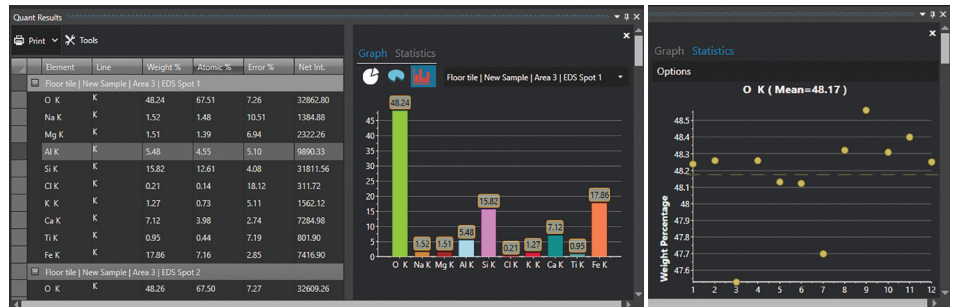 Quant Results
Print Tools
Element Line Weight % Atomic % Error % Net Int.
Floor tile | New Sample | Area 3 | EDS Spot 1
O K K 48.24 67.51 7.26 32862.80
Na K K 1.52 1.48 10.51 1384.88
Mg K K 1.51 1.39 6.94 2322.26
Al K K 5.48 4.55 5.10 9890.33
Si K K 15.82 12.61 4.08 31811.56
Cl K K 0.21 0.14 18.12 311.72
K K K 1.27 0.73 5.11 1562.12
Ca K K 7.12 3.98 2.74 7284.98
Ti K K 0.95 0.44 7.19 801.90
Fe K K 17.86 7.16 2.85 7416.90
Floor tile | New Sample | Area 3 | EDS Spot 2
O K K 48.26 67.50 7.27 32609.26
Graph Statistics
Floor tile | New Sample | Area 3 | EDS Spot 1
48.24
45
40
35
30
25
20
15
10
5
0
1.52 1.51 5.48 15.82 0.21 1.27 7.12 0.95 17.86
O K Na K Mg K Al K Si K Cl K K K Ca K Ti K Fe K
Graph Statistics
Options
O K ( Mean=48.17 )
Weight Percentage
48.5
48.4
48.3
48.2
48.1
48
47.9
47.8
47.7
47.6
1 2 3 4 5 6 7 8 9 10 11 12